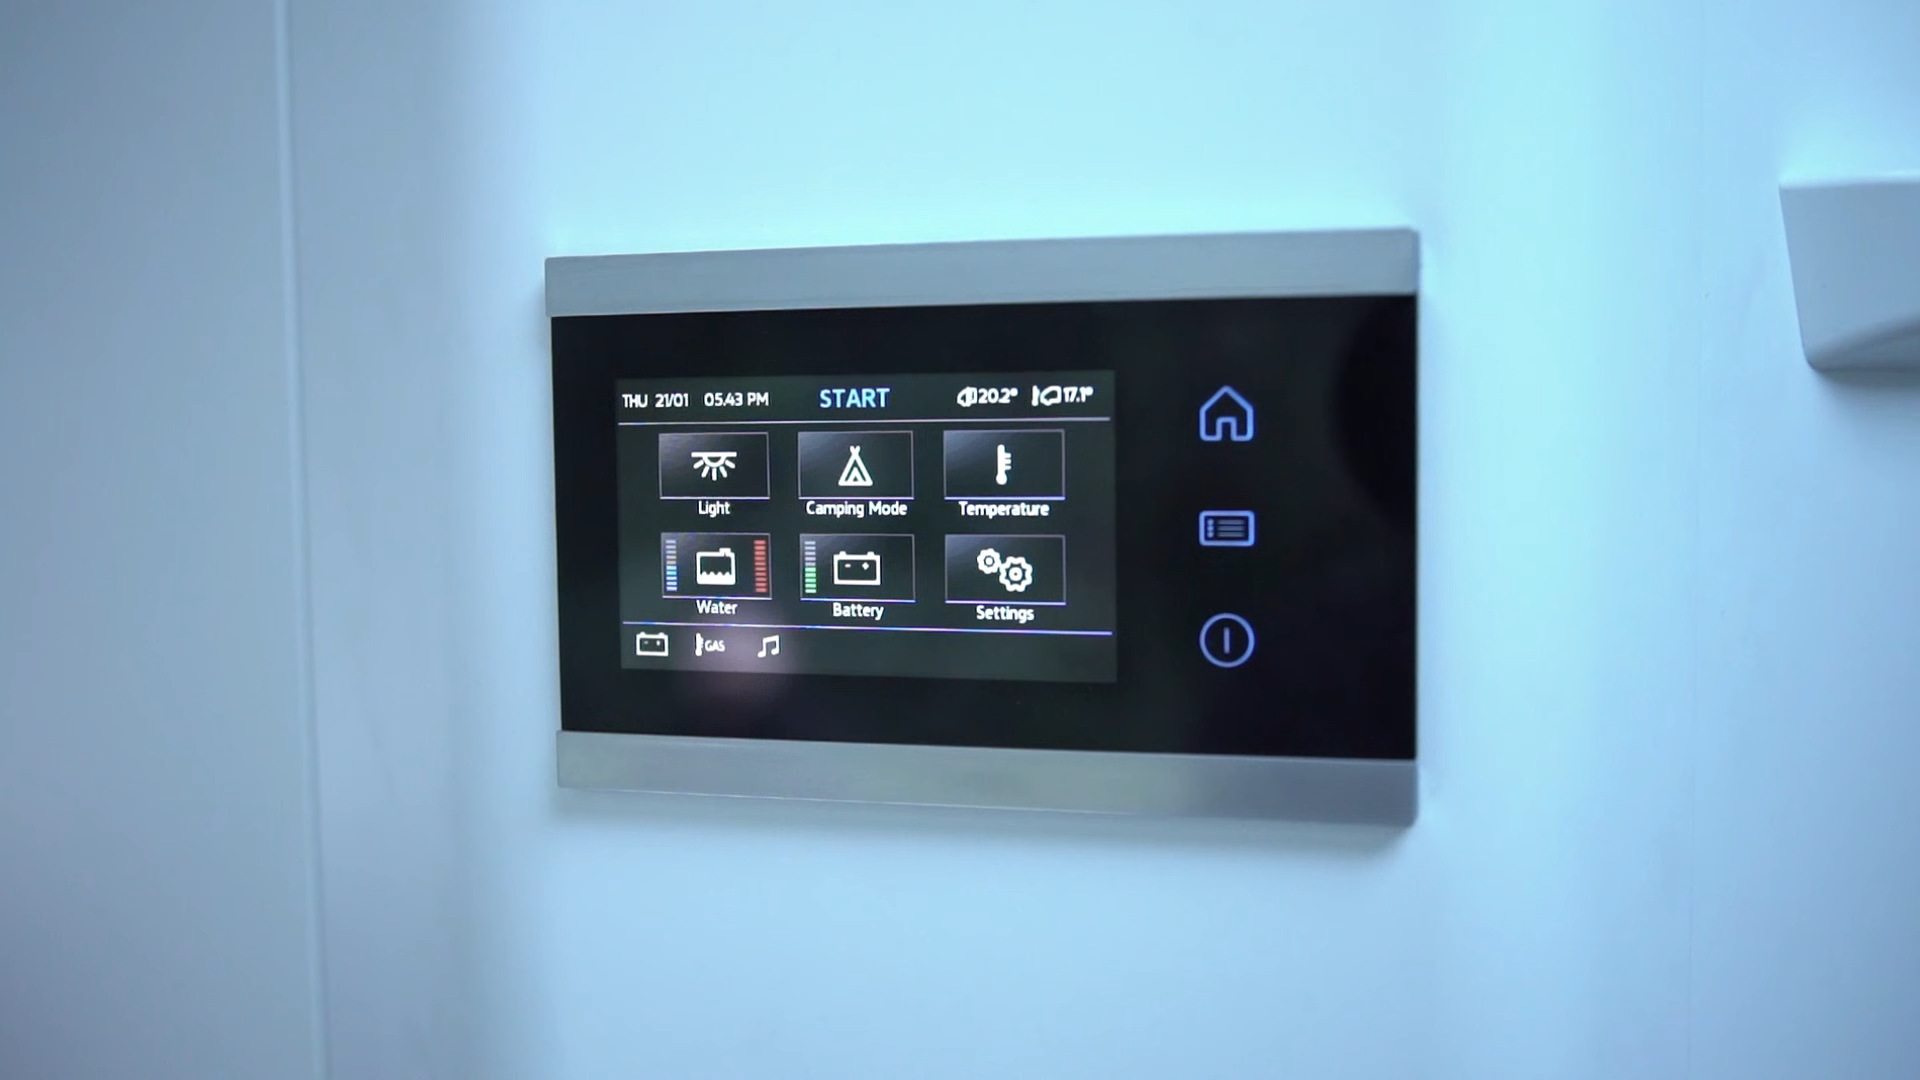 THU 21/01 05.43 PM START 20.2° 17.1°
Light Camping Mode Temperature
Water Battery Settings
GAS